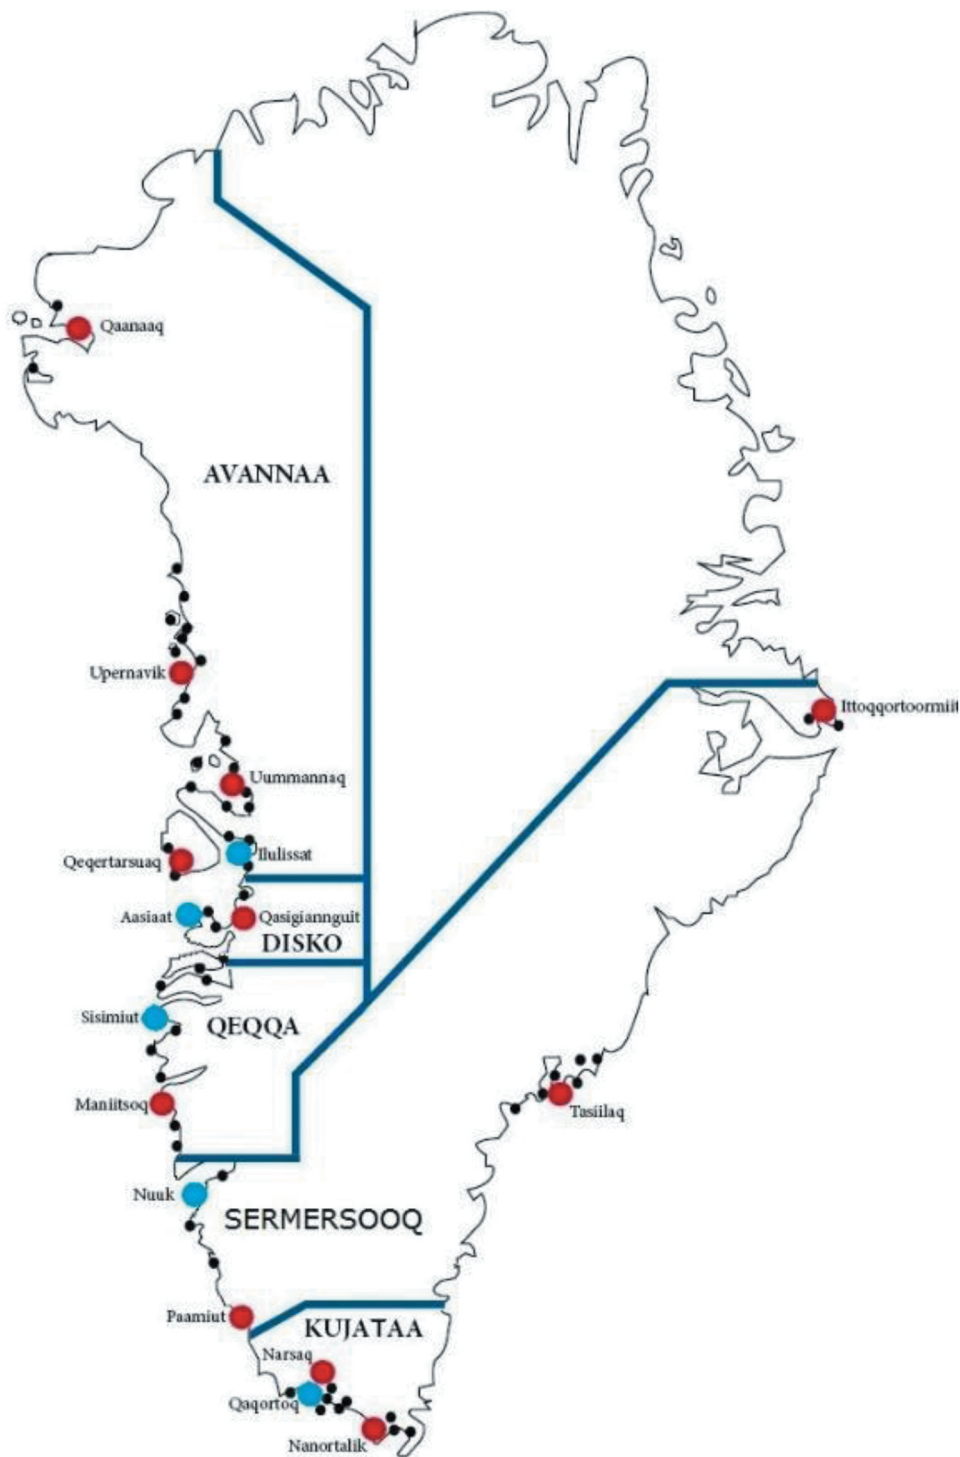 Qaanaaq
AVANNAA
Upernavik
Ittoqqortoormiit
Uummannaq
Ilulissat
Qeqertarsuaq
Aasiaat
Qasigiannguit
DISKO
Sisimiut
QEQQA
Maniitsoq
Tasiilaq
Nuuk
SERMERSOOQ
Paamiut
KUJATAA
Narsaq
Qaqortoq
Nanortalik